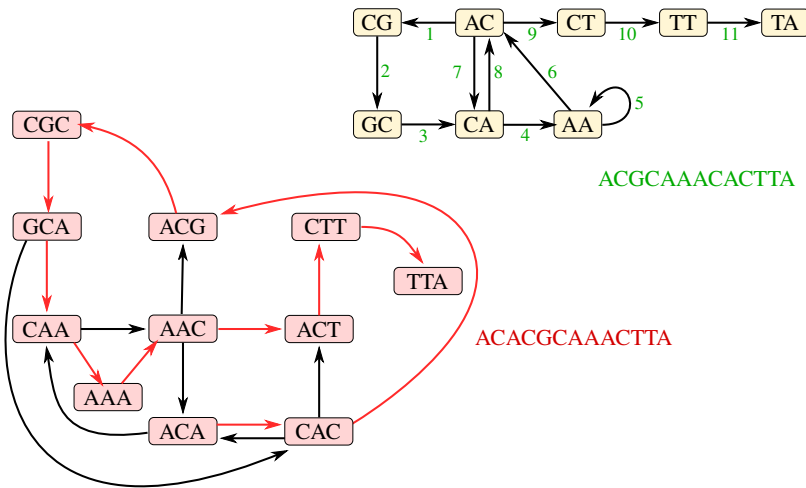 CG AC CT TT TA
1 9 10 11
2 7 8 6 5
GC CA AA
3 4
CGC
ACGCAAACACTTA
GCA ACG CTT
TTA
CAA AAC ACT
ACACGCAAACTTA
AAA
ACA CAC